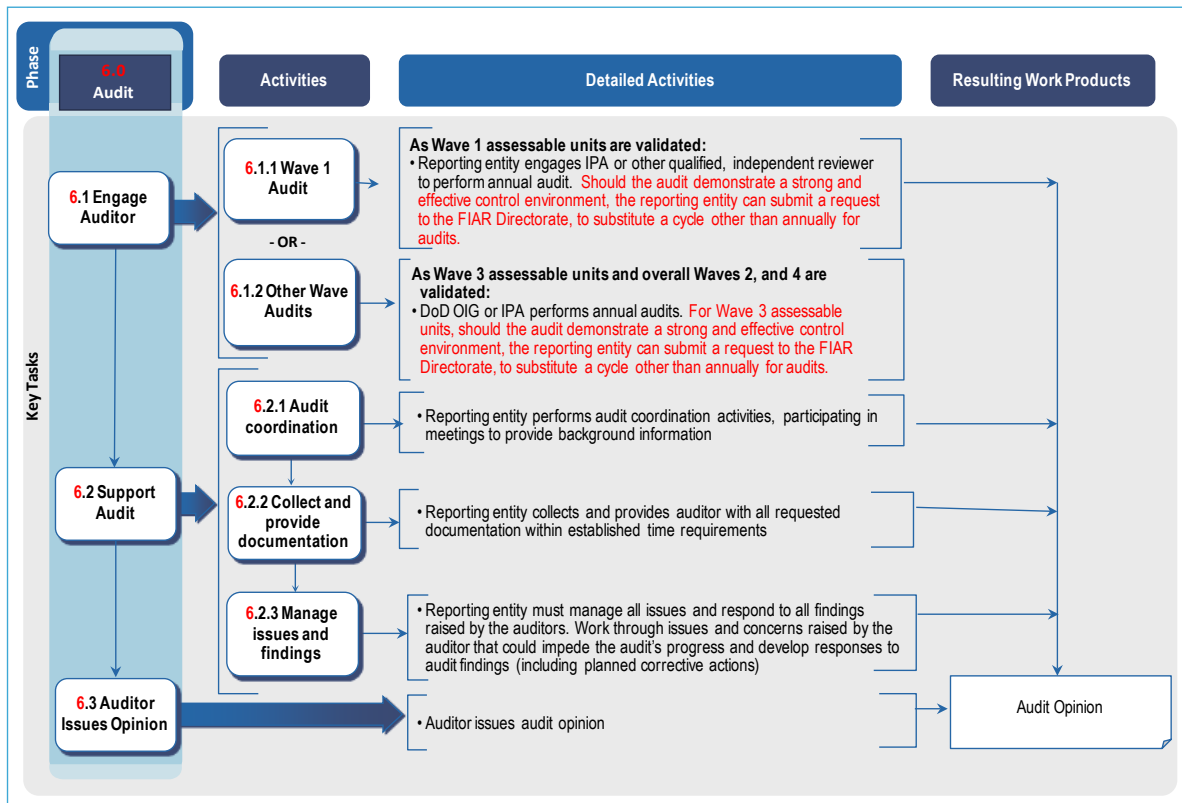 Phase
6.0
Audit
Activities
Detailed Activities
Resulting Work Products
Key Tasks
6.1 Engage
Auditor
6.1.1 Wave 1
Audit
As Wave 1 assessable units are validated:
• Reporting entity engages IPA or other qualified, independent reviewer
to perform annual audit. Should the audit demonstrate a strong and
effective control environment, the reporting entity can submit a request
to the FIAR Directorate, to substitute a cycle other than annually for
audits.
- OR -
6.1.2 Other Wave
Audits
As Wave 3 assessable units and overall Waves 2, and 4 are
validated:
• DoD OIG or IPA performs annual audits. For Wave 3 assessable
units, should the audit demonstrate a strong and effective control
environment, the reporting entity can submit a request to the FIAR
Directorate, to substitute a cycle other than annually for audits.
6.2 Support
Audit
6.2.1 Audit
coordination
• Reporting entity performs audit coordination activities, participating in
meetings to provide background information
6.2.2 Collect and
provide
documentation
• Reporting entity collects and provides auditor with all requested
documentation within established time requirements
6.2.3 Manage
issues and
findings
• Reporting entity must manage all issues and respond to all findings
raised by the auditors. Work through issues and concerns raised by the
auditor that could impede the audit's progress and develop responses to
audit findings (including planned corrective actions)
6.3 Auditor
Issues Opinion
• Auditor issues audit opinion
Audit Opinion